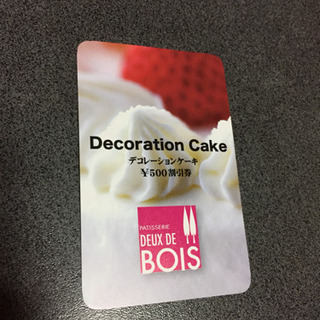 Decoration Cake
デコレーションケーキ
¥500割引券
PATISSERIE
DEUX DE
BOIS